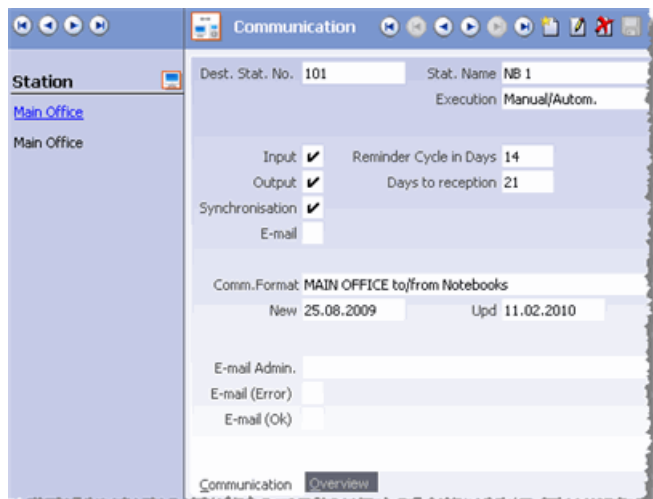 Communication
Station
Main Office
Main Office
Dest. Stat. No. 101 Stat. Name NB 1
Execution Manual/Autom.
Input ✔ Reminder Cycle in Days 14
Output ✔ Days to reception 21
Synchronisation ✔
E-mail
Comm.Format MAIN OFFICE to/from Notebooks
New 25.08.2009 Upd 11.02.2010
E-mail Admin.
E-mail (Error)
E-mail (Ok)
Communication Overview